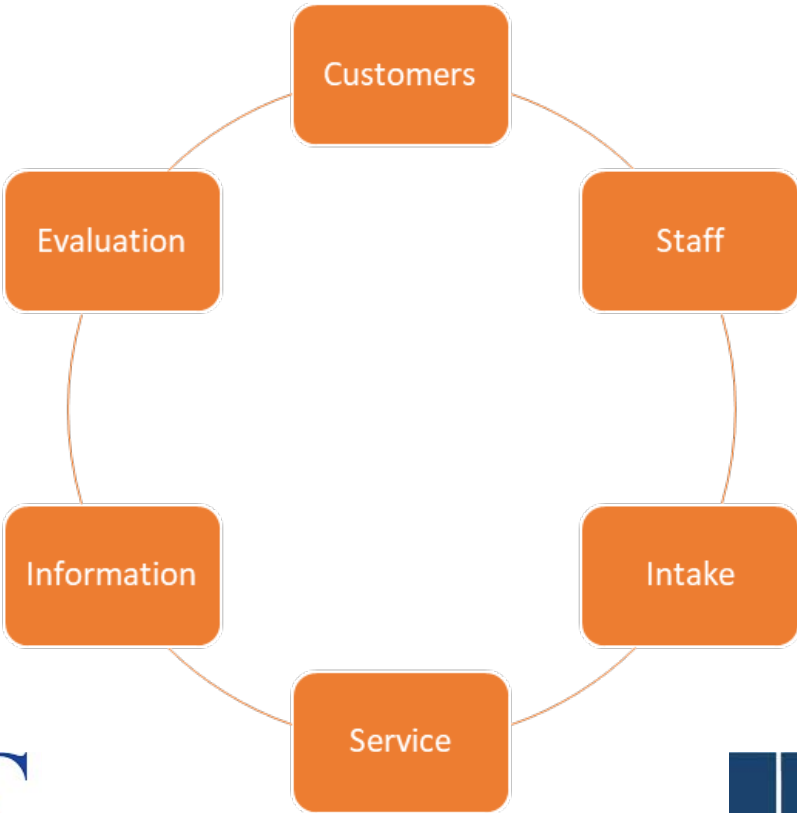 Customers
Staff
Intake
Service
Information
Evaluation